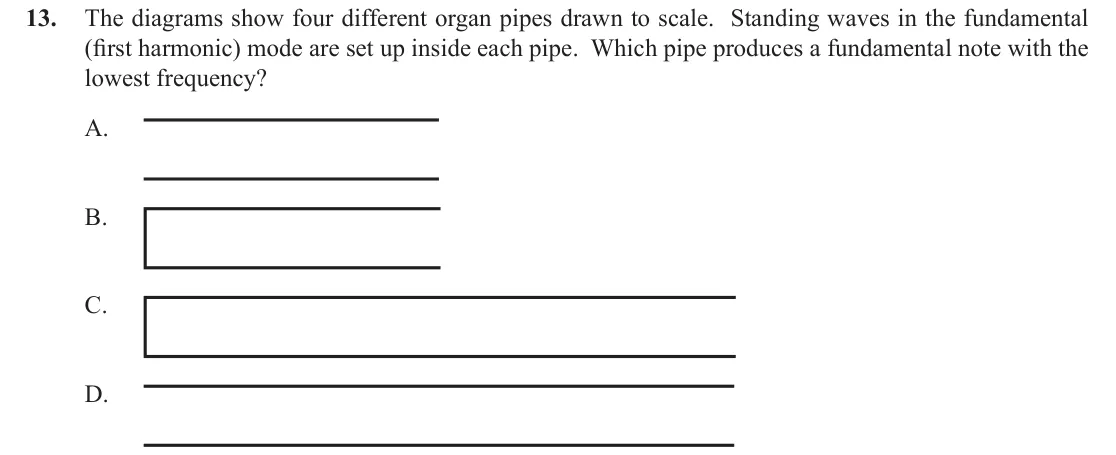 13. The diagrams show four different organ pipes drawn to scale. Standing waves in the fundamental
(first harmonic) mode are set up inside each pipe. Which pipe produces a fundamental note with the
lowest frequency?
A.
B.
C.
D.